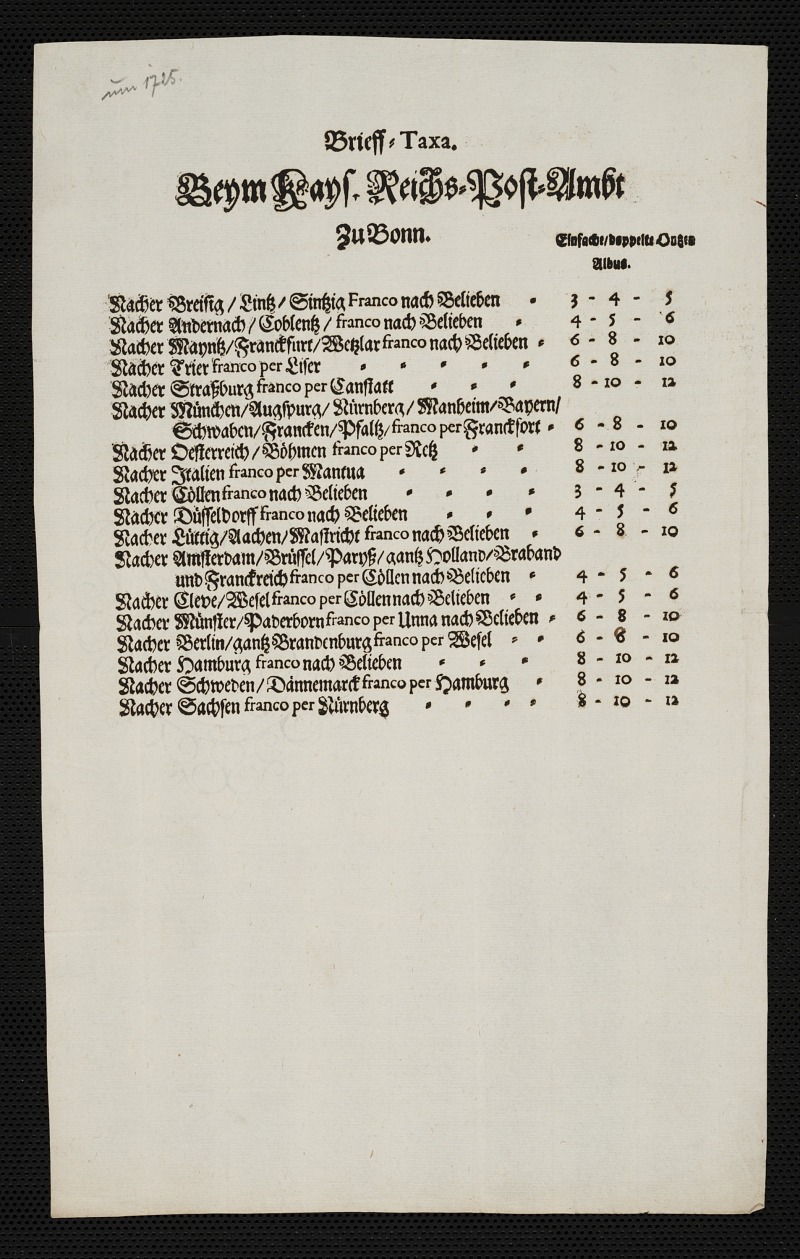 um 1725.
Brieff-Taxa.
Beym Kays. Reichs-Post-Ambt
Zu Bonn.
Einfache/doppelte Ontzen
Albus.
Nacher Breisig / Lintz / Sintzig Franco nach Belieben - 3 - 4 - 5
Nacher Andernach / Coblentz / franco nach Belieben - 4 - 5 - 6
Nacher Mayntz/Franckfurt/Wetzlar franco nach Belieben - 6 - 8 - 10
Nacher Trier franco per Liser - - - - - 6 - 8 - 10
Nacher Straßburg franco per Canstatt - - - 8 - 10 - 12
Nacher München/Augspurg/ Nürnberg/ Manheim/Bayern/
Schwaben/Francken/Pfaltz/franco per Franckfort - 6 - 8 - 10
Nacher Oesterreich / Böhmen franco per Retz - - 8 - 10 - 12
Nacher Italien franco per Mantua - - - - 8 - 10 - 12
Nacher Cöllen franco nach Belieben - - - - 3 - 4 - 5
Nacher Düsseldorff franco nach Belieben - - - 4 - 5 - 6
Nacher Lüttig/Aachen/Mastricht franco nach Belieben - 6 - 8 - 10
Nacher Amsterdam/Brüssel/Paryß/gantz Holland/Braband
und Franckreich franco per Cöllen nach Belieben - 4 - 5 - 6
Nacher Cleve/Wesel franco per Cöllen nach Belieben - - 4 - 5 - 6
Nacher Münster/Paderborn franco per Unna nach Belieben - 6 - 8 - 10
Nacher Berlin/gantz Brandenburg franco per Wesel - - 6 - 8 - 10
Nacher Hamburg franco nach Belieben - - - 8 - 10 - 12
Nacher Schweden/Dännemarck franco per Hamburg - 8 - 10 - 12
Nacher Sachsen franco per Nürnberg - - - - 8 - 10 - 12